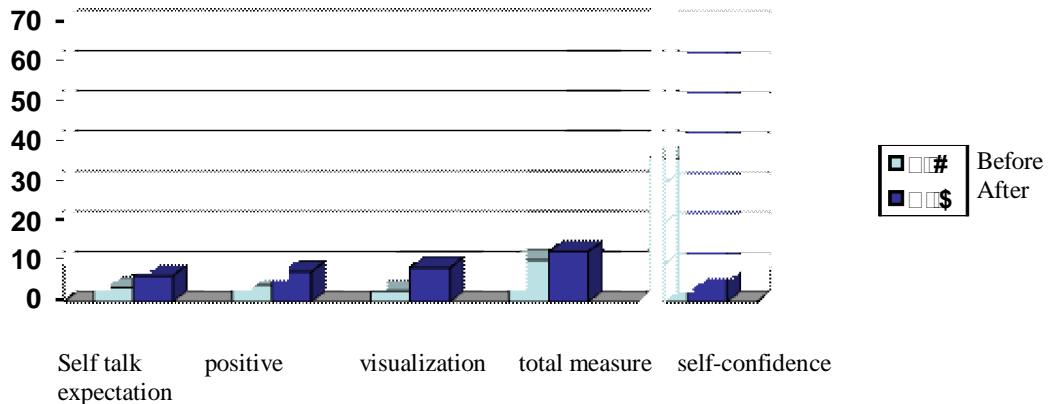 70
60
50
40
30
20
10
0
□□# Before
□□$ After
Self talk positive visualization total measure self-confidence
expectation